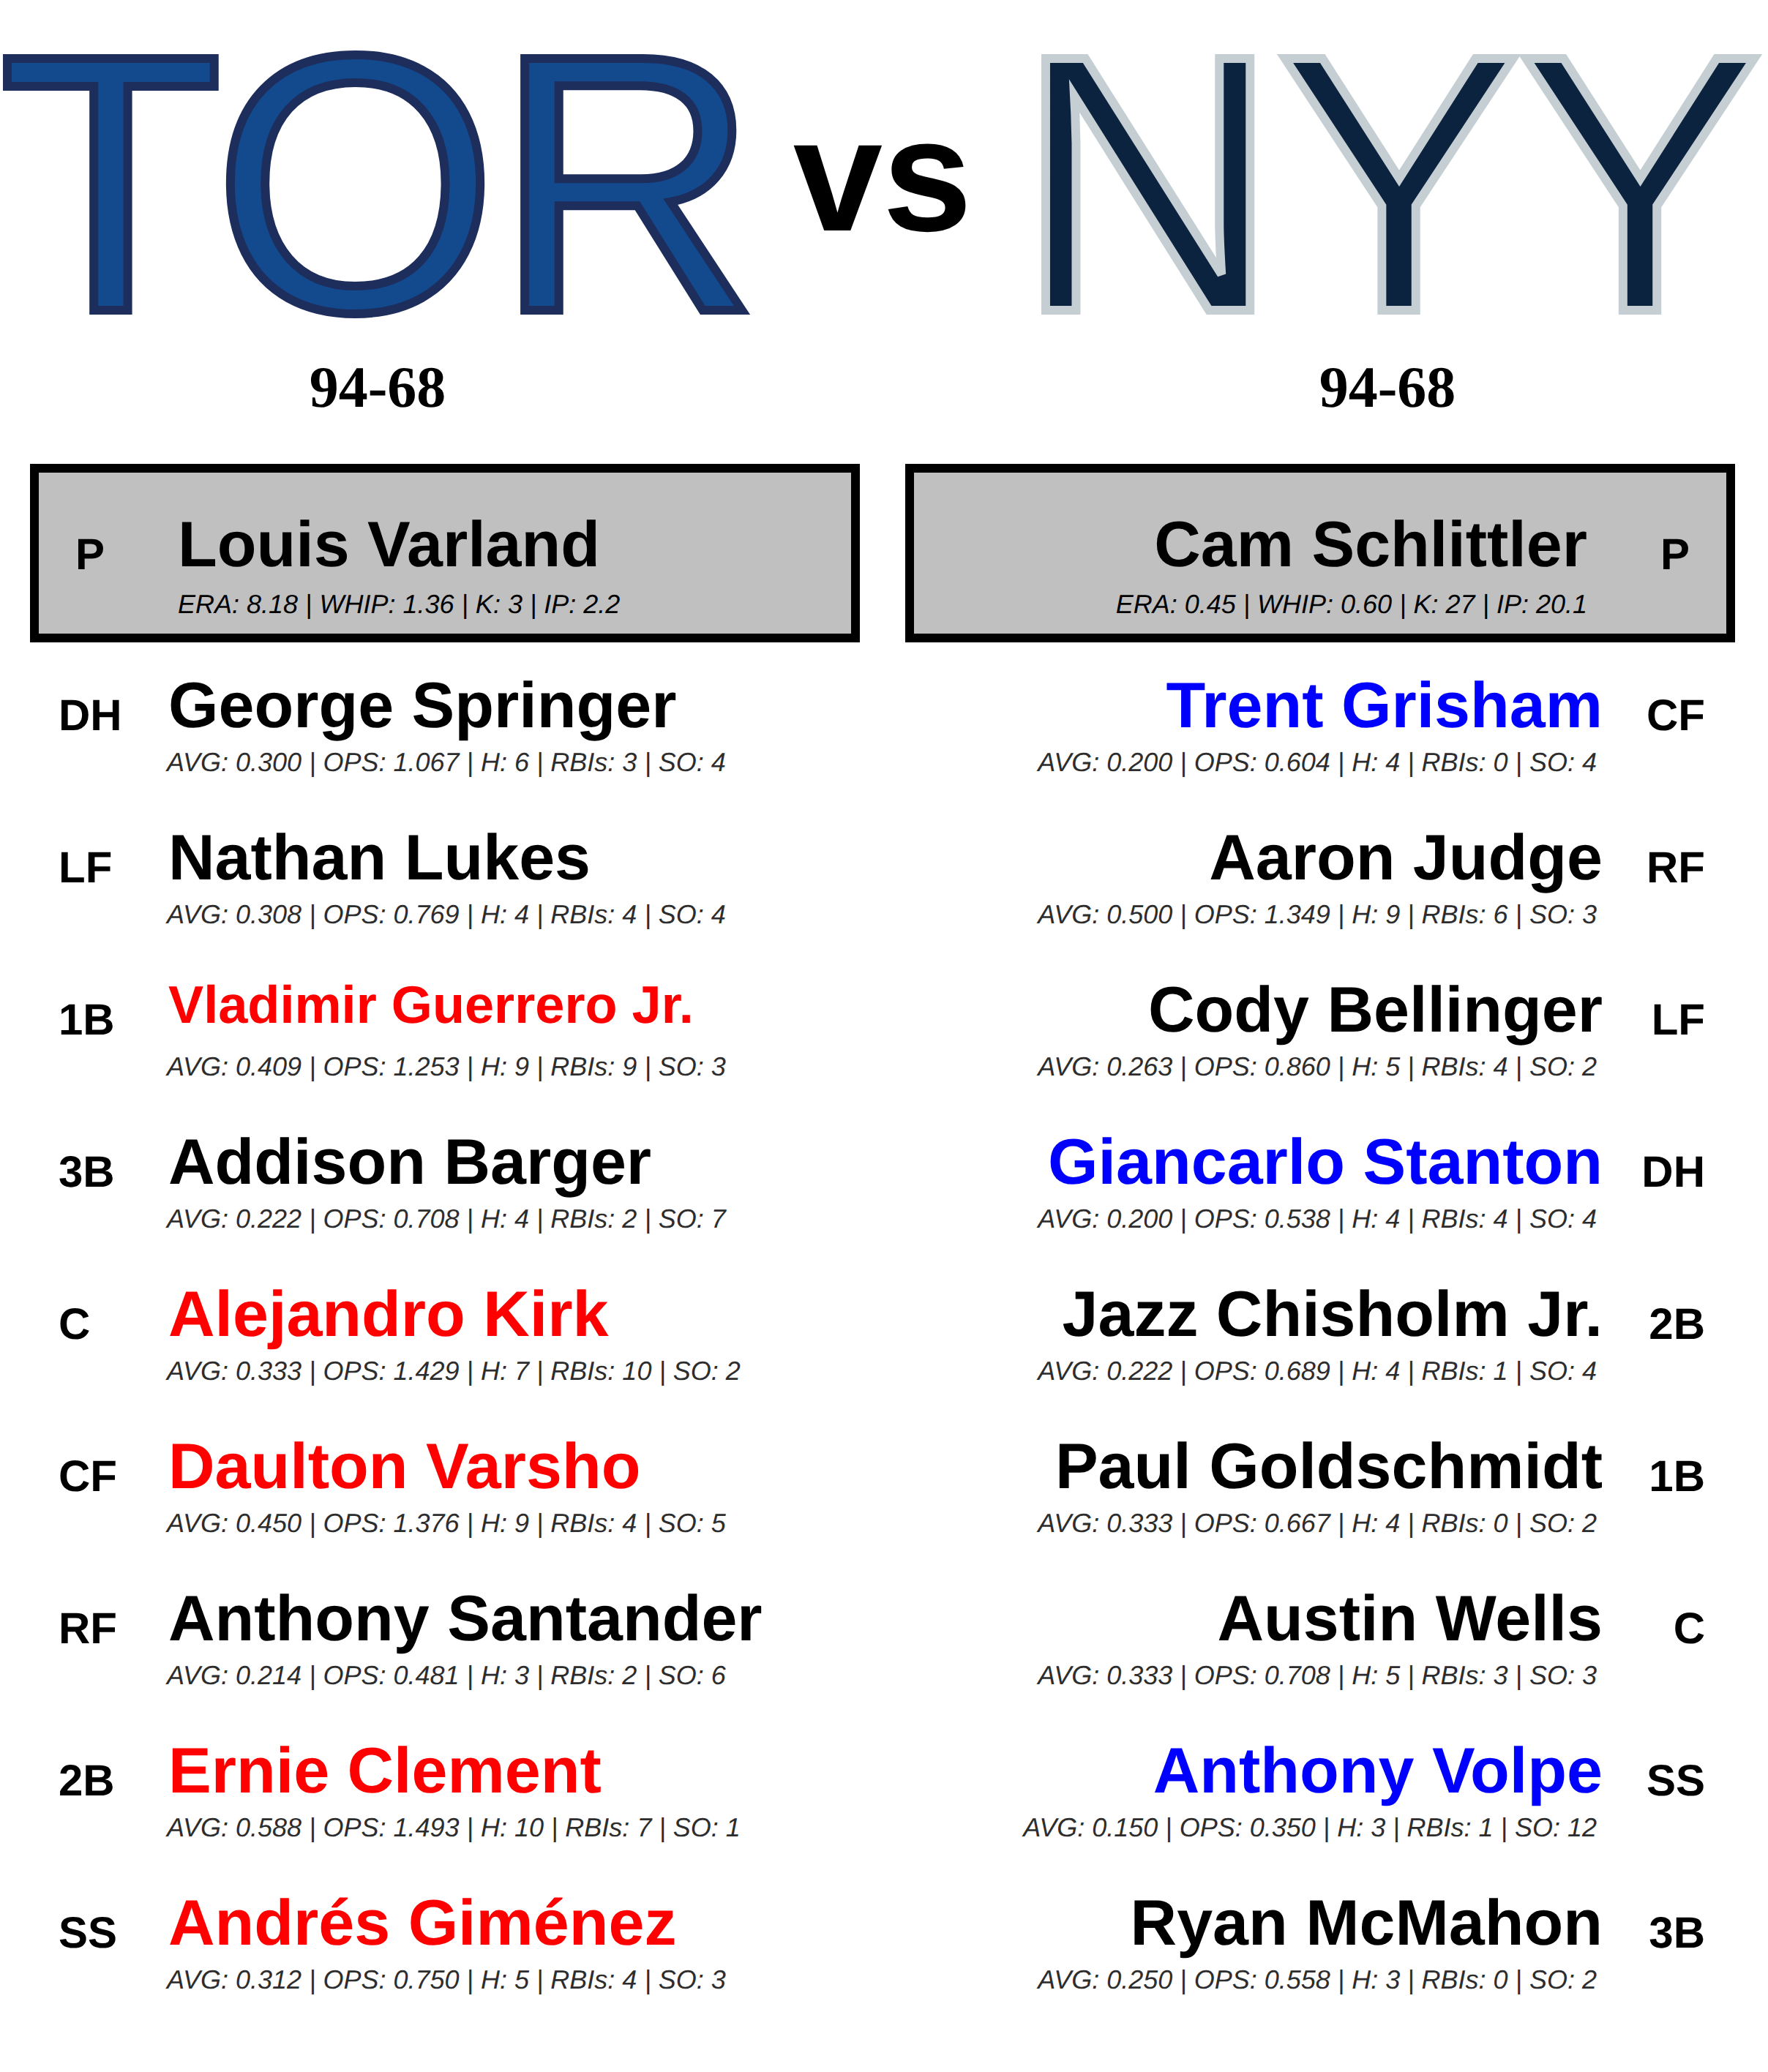 TOR vs NYY
94-68 94-68
P Louis Varland
ERA: 8.18 | WHIP: 1.36 | K: 3 | IP: 2.2
Cam Schlittler P
ERA: 0.45 | WHIP: 0.60 | K: 27 | IP: 20.1
DH George Springer
AVG: 0.300 | OPS: 1.067 | H: 6 | RBIs: 3 | SO: 4
LF Nathan Lukes
AVG: 0.308 | OPS: 0.769 | H: 4 | RBIs: 4 | SO: 4
1B Vladimir Guerrero Jr.
AVG: 0.409 | OPS: 1.253 | H: 9 | RBIs: 9 | SO: 3
3B Addison Barger
AVG: 0.222 | OPS: 0.708 | H: 4 | RBIs: 2 | SO: 7
C Alejandro Kirk
AVG: 0.333 | OPS: 1.429 | H: 7 | RBIs: 10 | SO: 2
CF Daulton Varsho
AVG: 0.450 | OPS: 1.376 | H: 9 | RBIs: 4 | SO: 5
RF Anthony Santander
AVG: 0.214 | OPS: 0.481 | H: 3 | RBIs: 2 | SO: 6
2B Ernie Clement
AVG: 0.588 | OPS: 1.493 | H: 10 | RBIs: 7 | SO: 1
SS Andrés Giménez
AVG: 0.312 | OPS: 0.750 | H: 5 | RBIs: 4 | SO: 3
Trent Grisham CF
AVG: 0.200 | OPS: 0.604 | H: 4 | RBIs: 0 | SO: 4
Aaron Judge RF
AVG: 0.500 | OPS: 1.349 | H: 9 | RBIs: 6 | SO: 3
Cody Bellinger LF
AVG: 0.263 | OPS: 0.860 | H: 5 | RBIs: 4 | SO: 2
Giancarlo Stanton DH
AVG: 0.200 | OPS: 0.538 | H: 4 | RBIs: 4 | SO: 4
Jazz Chisholm Jr. 2B
AVG: 0.222 | OPS: 0.689 | H: 4 | RBIs: 1 | SO: 4
Paul Goldschmidt 1B
AVG: 0.333 | OPS: 0.667 | H: 4 | RBIs: 0 | SO: 2
Austin Wells C
AVG: 0.333 | OPS: 0.708 | H: 5 | RBIs: 3 | SO: 3
Anthony Volpe SS
AVG: 0.150 | OPS: 0.350 | H: 3 | RBIs: 1 | SO: 12
Ryan McMahon 3B
AVG: 0.250 | OPS: 0.558 | H: 3 | RBIs: 0 | SO: 2